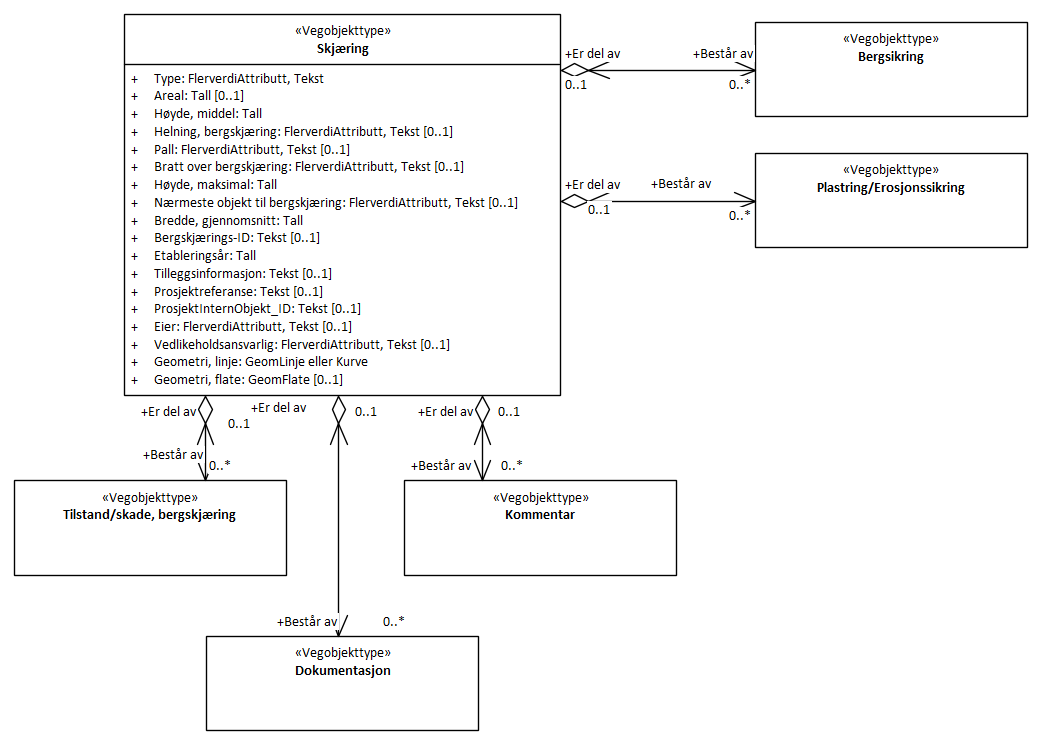 «Vegobjekttype»
Skjæring
+ Type: FlerverdiAttributt, Tekst
+ Areal: Tall [0..1]
+ Høyde, middel: Tall
+ Helning, bergskjæring: FlerverdiAttributt, Tekst [0..1]
+ Pall: FlerverdiAttributt, Tekst [0..1]
+ Bratt over bergskjæring: FlerverdiAttributt, Tekst [0..1]
+ Høyde, maksimal: Tall
+ Nærmeste objekt til bergskjæring: FlerverdiAttributt, Tekst [0..1]
+ Bredde, gjennomsnitt: Tall
+ Bergskjærings-ID: Tekst [0..1]
+ Etableringsår: Tall
+ Tilleggsinformasjon: Tekst [0..1]
+ Prosjektreferanse: Tekst [0..1]
+ ProsjektInternObjekt_ID: Tekst [0..1]
+ Eier: FlerverdiAttributt, Tekst [0..1]
+ Vedlikeholdsansvarlig: FlerverdiAttributt, Tekst [0..1]
+ Geometri, linje: GeomLinje eller Kurve
+ Geometri, flate: GeomFlate [0..1]
+Er del av
+Består av
0..1
0..*
«Vegobjekttype»
Bergsikring
+Er del av
+Består av
0..1
0..*
«Vegobjekttype»
Plastring/Erosjonssikring
+Er del av
0..1
+Består av
0..*
«Vegobjekttype»
Tilstand/skade, bergskjæring
+Er del av
0..1
+Består av
0..*
«Vegobjekttype»
Dokumentasjon
+Er del av
0..1
+Består av
0..*
«Vegobjekttype»
Kommentar